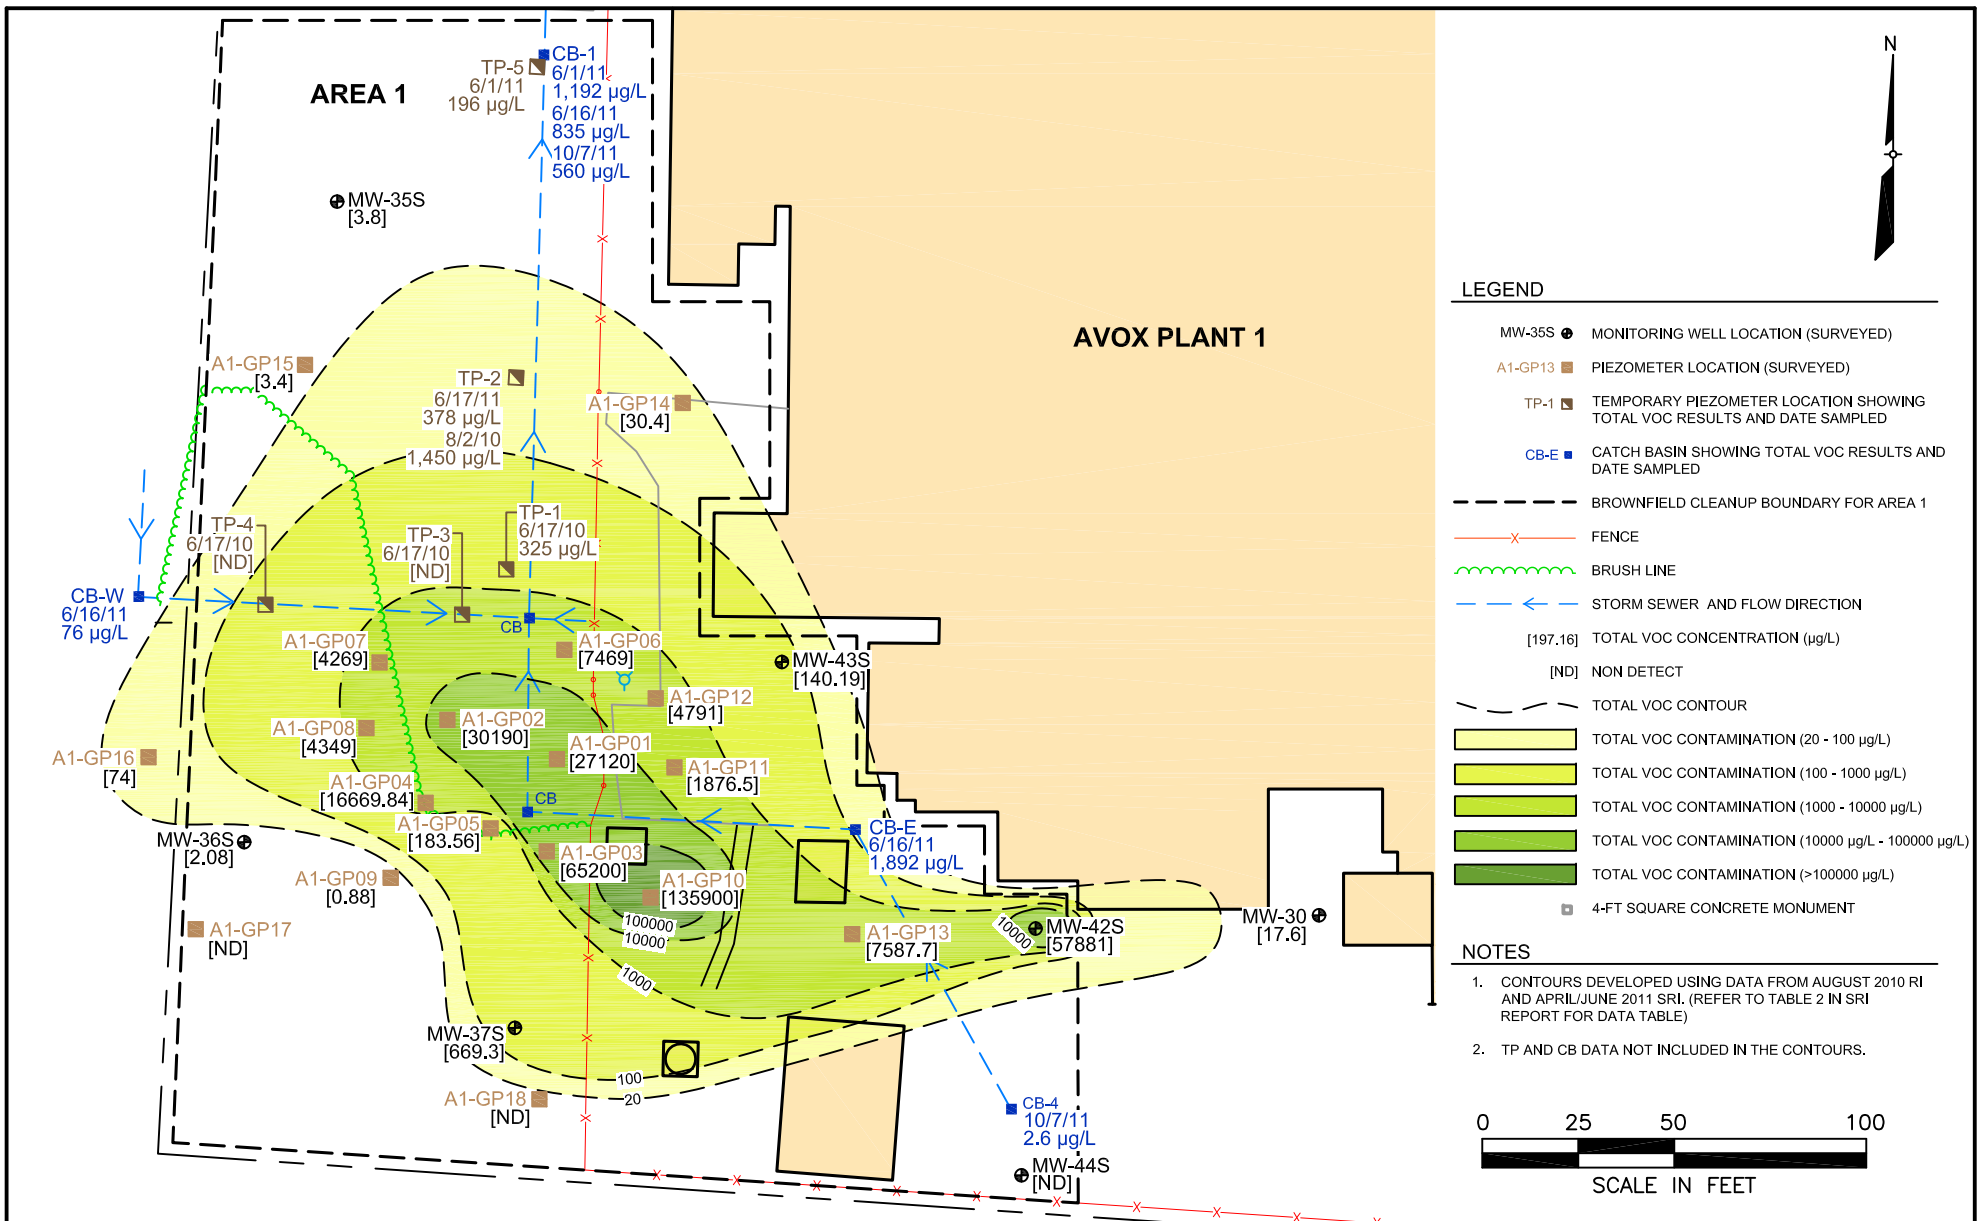 AREA 1
TP-5
6/1/11
196 µg/L
CB-1
6/1/11
1,192 µg/L
6/16/11
835 µg/L
10/7/11
560 µg/L
MW-35S
[3.8]
AVOX PLANT 1
A1-GP15
[3.4]
TP-2
6/17/11
378 µg/L
8/2/10
1,450 µg/L
A1-GP14
[30.4]
TP-4
6/17/10
[ND]
TP-3
6/17/10
[ND]
TP-1
6/17/10
325 µg/L
CB-W
6/16/11
76 µg/L
CB
A1-GP07
[4269]
A1-GP06
[7469]
MW-43S
[140.19]
A1-GP12
[4791]
A1-GP08
[4349]
A1-GP02
[30190]
A1-GP01
[27120]
A1-GP11
[1876.5]
A1-GP16
[74]
A1-GP04
[16669.84]
CB
A1-GP05
[183.56]
CB-E
6/16/11
1,892 µg/L
MW-36S
[2.08]
A1-GP03
[65200]
A1-GP09
[0.88]
A1-GP10
[135900]
100000
10000
1000
A1-GP17
[ND]
A1-GP13
[7587.7]
10000
MW-42S
[57881]
MW-30
[17.6]
MW-37S
[669.3]
100
20
A1-GP18
[ND]
CB-4
10/7/11
2.6 µg/L
MW-44S
[ND]
N
LEGEND
MW-35S MONITORING WELL LOCATION (SURVEYED)
A1-GP13 PIEZOMETER LOCATION (SURVEYED)
TP-1 TEMPORARY PIEZOMETER LOCATION SHOWING
TOTAL VOC RESULTS AND DATE SAMPLED
CB-E CATCH BASIN SHOWING TOTAL VOC RESULTS AND
DATE SAMPLED
BROWNFIELD CLEANUP BOUNDARY FOR AREA 1
X FENCE
BRUSH LINE
STORM SEWER AND FLOW DIRECTION
[197.16] TOTAL VOC CONCENTRATION (µg/L)
[ND] NON DETECT
TOTAL VOC CONTOUR
TOTAL VOC CONTAMINATION (20 - 100 µg/L)
TOTAL VOC CONTAMINATION (100 - 1000 µg/L)
TOTAL VOC CONTAMINATION (1000 - 10000 µg/L)
TOTAL VOC CONTAMINATION (10000 µg/L - 100000 µg/L)
TOTAL VOC CONTAMINATION (>100000 µg/L)
4-FT SQUARE CONCRETE MONUMENT
NOTES
1. CONTOURS DEVELOPED USING DATA FROM AUGUST 2010 RI
AND APRIL/JUNE 2011 SRI. (REFER TO TABLE 2 IN SRI
REPORT FOR DATA TABLE)
2. TP AND CB DATA NOT INCLUDED IN THE CONTOURS.
0 25 50 100
SCALE IN FEET